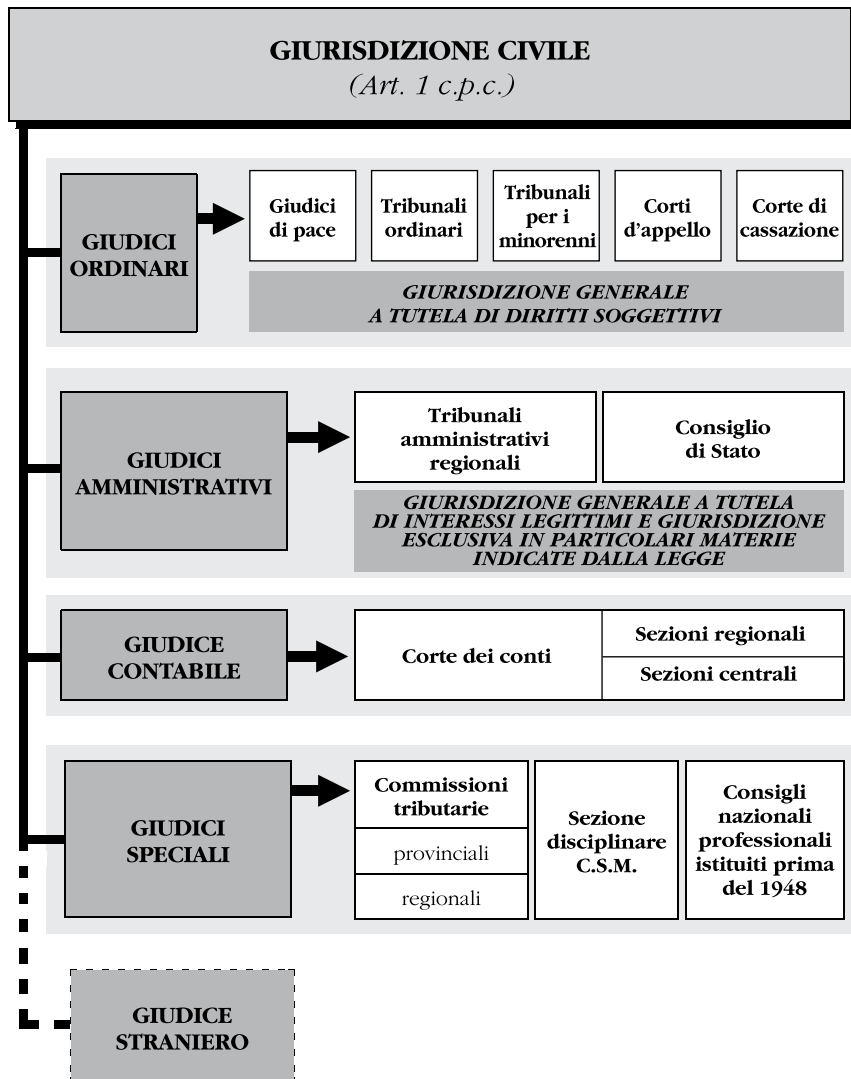 GIURISDIZIONE CIVILE
(Art. 1 c.p.c.)
GIUDICI
ORDINARI
Giudici
di pace
Tribunali
ordinari
Tribunali
per i
minorenni
Corti
d'appello
Corte di
cassazione
GIURISDIZIONE GENERALE
A TUTELA DI DIRITTI SOGGETTIVI
GIUDICI
AMMINISTRATIVI
Tribunali
amministrativi
regionali
Consiglio
di Stato
GIURISDIZIONE GENERALE A TUTELA
DI INTERESSI LEGITTIMI E GIURISDIZIONE
ESCLUSIVA IN PARTICOLARI MATERIE
INDICATE DALLA LEGGE
GIUDICE
CONTABILE
Corte dei conti
Sezioni regionali
Sezioni centrali
GIUDICI
SPECIALI
Commissioni
tributarie
provinciali
regionali
Sezione
disciplinare
C.S.M.
Consigli
nazionali
professionali
istituiti prima
del 1948
GIUDICE
STRANIERO